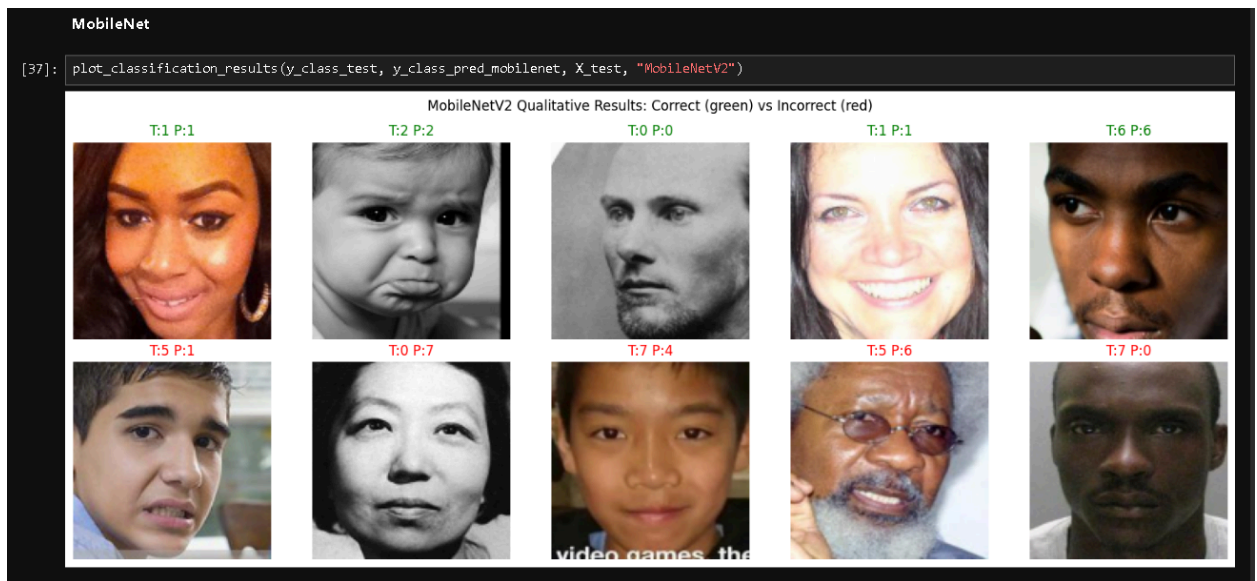 MobileNet
[37]: plot_classification_results(y_class_test, y_class_pred_mobilenet, X_test, "MobileNetV2")
MobileNetV2 Qualitative Results: Correct (green) vs Incorrect (red)
T:1 P:1 T:2 P:2 T:0 P:0 T:1 P:1 T:6 P:6
T:5 P:1 T:0 P:7 T:7 P:4 T:5 P:6 T:7 P:0
video games, the